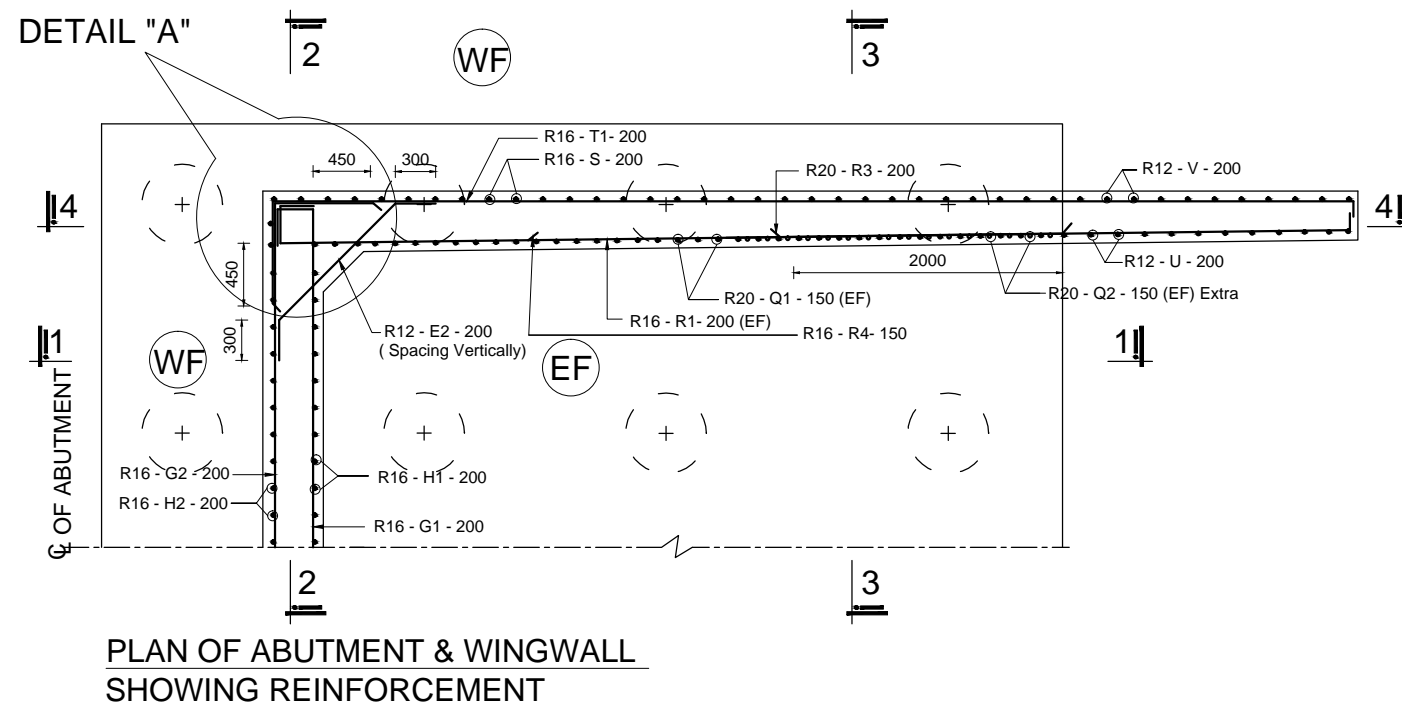 DETAIL "A"
2
WF
3
R16 - T1- 200
R16 - S - 200
450
300
R20 - R3 - 200
R12 - V - 200
4
4
2000
R12 - U - 200
450
R20 - Q1 - 150 (EF)
R20 - Q2 - 150 (EF) Extra
R16 - R1- 200 (EF)
R12 - E2 - 200
( Spacing Vertically)
R16 - R4- 150
300
1
1
WF
EF
℄ OF ABUTMENT
R16 - G2 - 200
R16 - H1 - 200
R16 - H2 - 200
R16 - G1 - 200
2
3
PLAN OF ABUTMENT & WINGWALL
SHOWING REINFORCEMENT